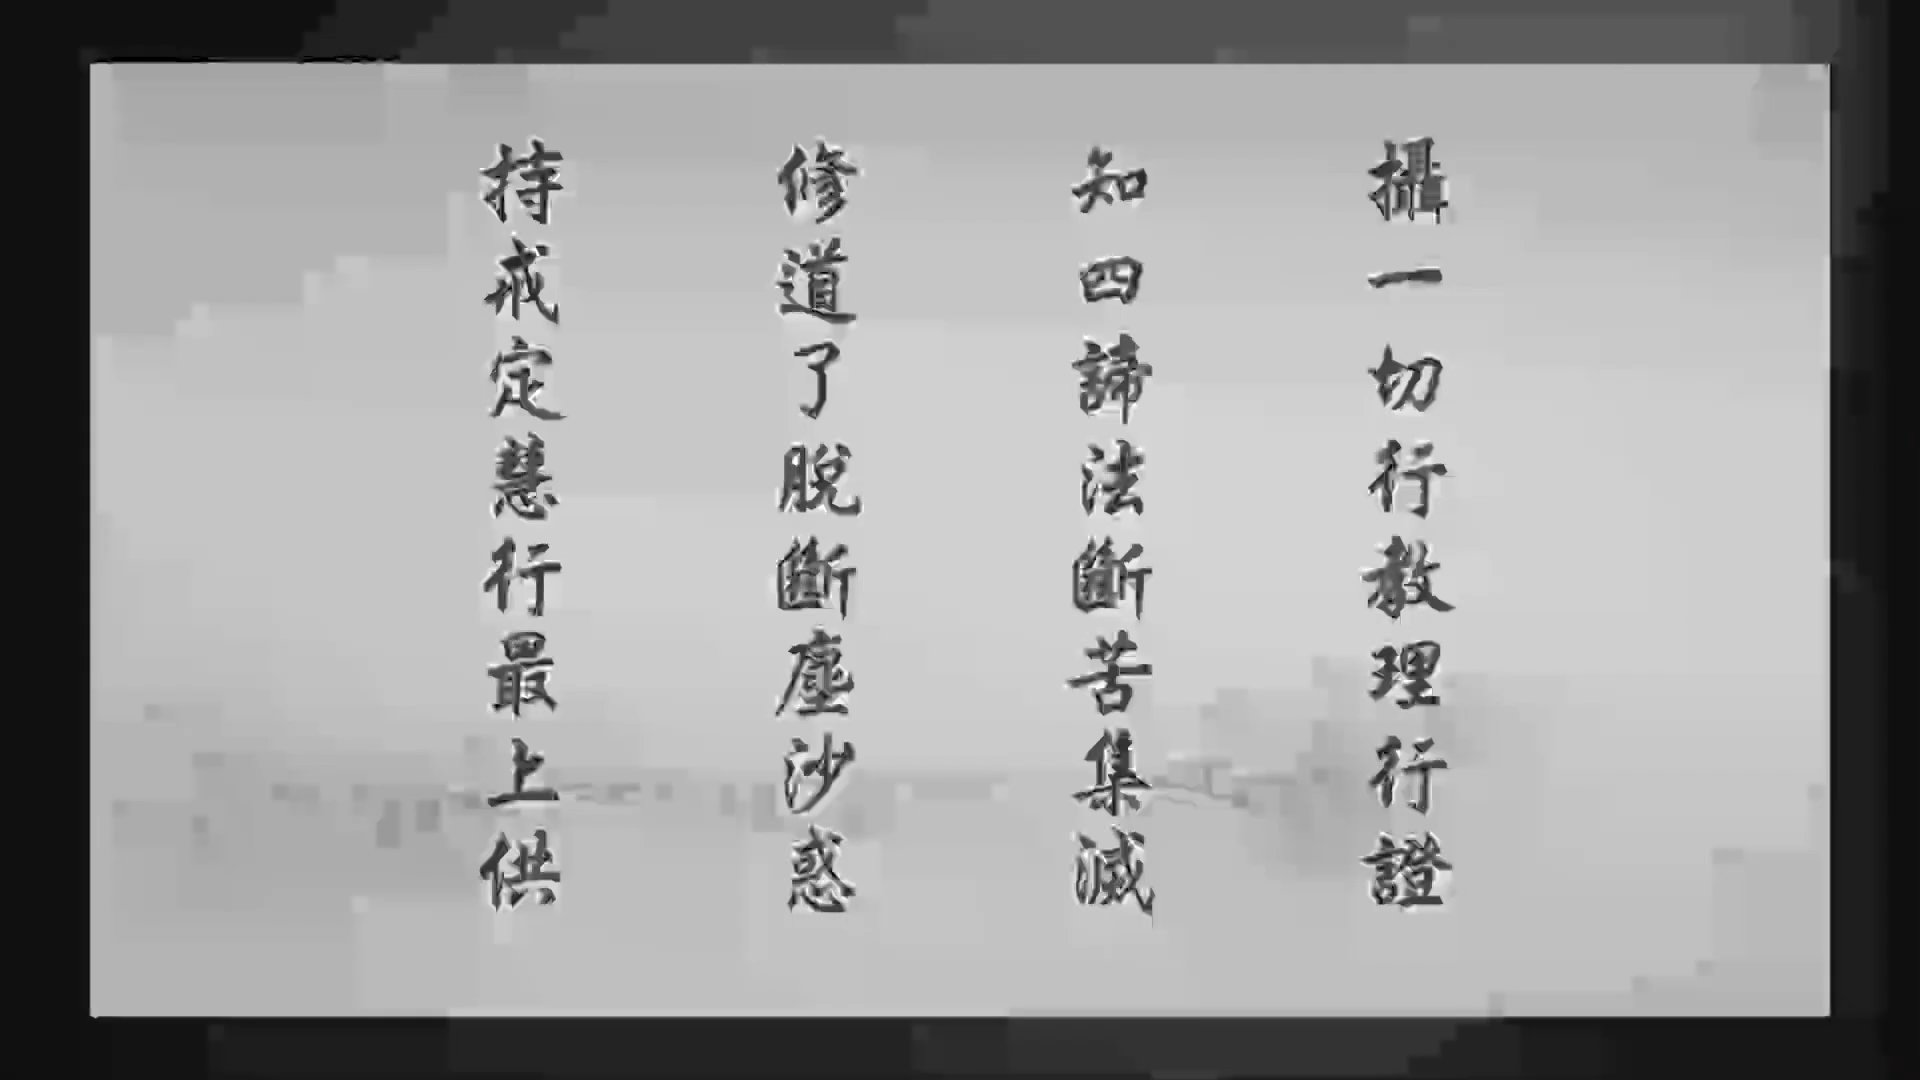 攝一切行教理行證
知四諦法斷苦集滅
修道了脫斷塵沙惑
持戒定慧行最上供